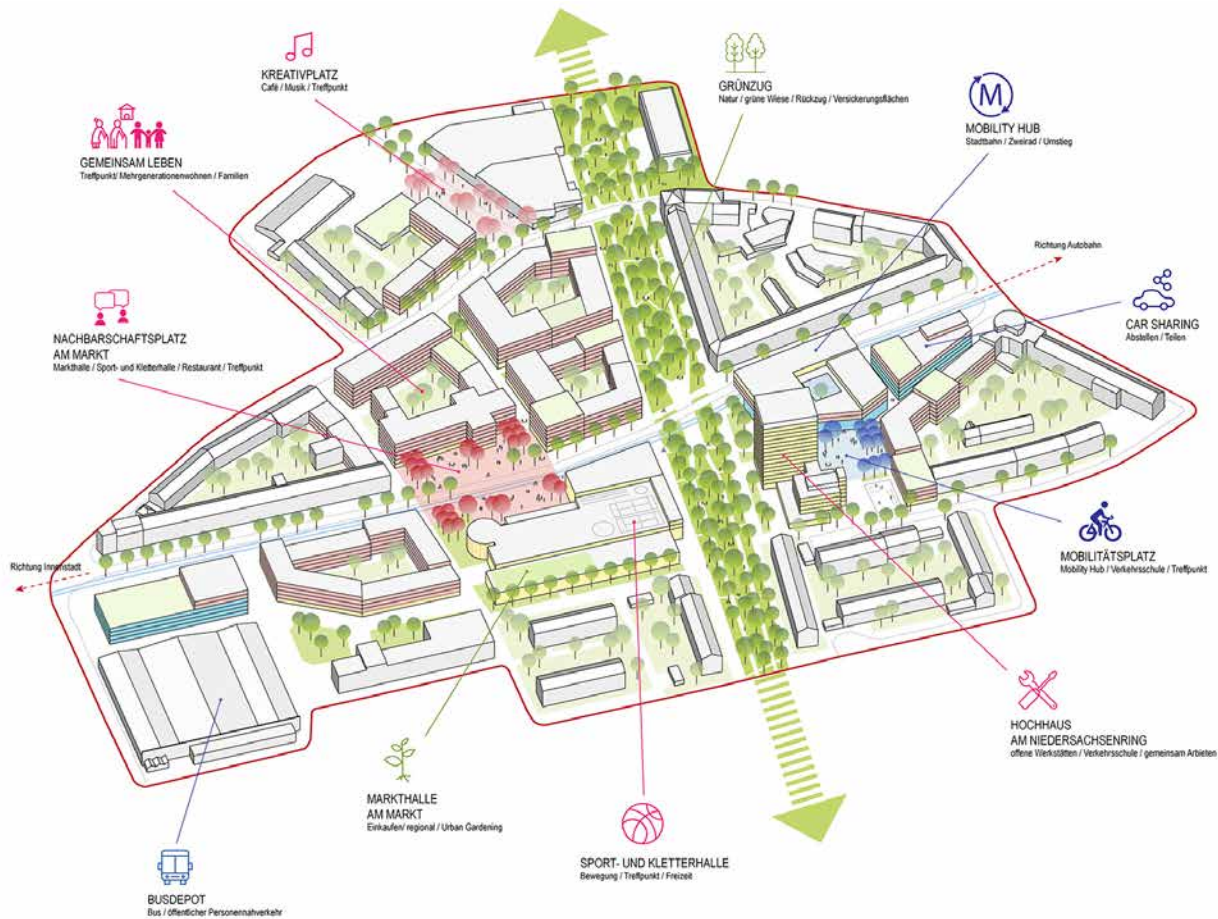 KREATIVPLATZ
Café / Musik / Treffpunkt
GRÜNZUG
Natur / grüne Wiese / Rückzug / Versickerungsflächen
M
MOBILITY HUB
Stadtbahn / Zweirad / Umstieg
GEMEINSAM LEBEN
Treffpunkt/ Mehrgenerationenwohnen / Familien
Richtung Autobahn
CAR SHARING
Abstellen / Teilen
NACHBARSCHAFTSPLATZ
AM MARKT
Markthalle / Sport- und Kletterhalle / Restaurant / Treffpunkt
MOBILITÄTSPLATZ
Mobility Hub / Verkehrsschule / Treffpunkt
Richtung Innenstadt
HOCHHAUS
AM NIEDERSACHSENRING
offene Werkstätten / Verkehrsschule / gemeinsam Arbieten
MARKTHALLE
AM MARKT
Einkaufen/ regional / Urban Gardening
SPORT- UND KLETTERHALLE
Bewegung / Treffpunkt / Freizeit
BUSDEPOT
Bus / öffentlicher Personennahverkehr